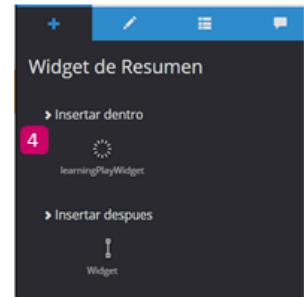 Widget de Resumen
Insertar dentro
4
learningPlayWidget
Insertar despues
Widget